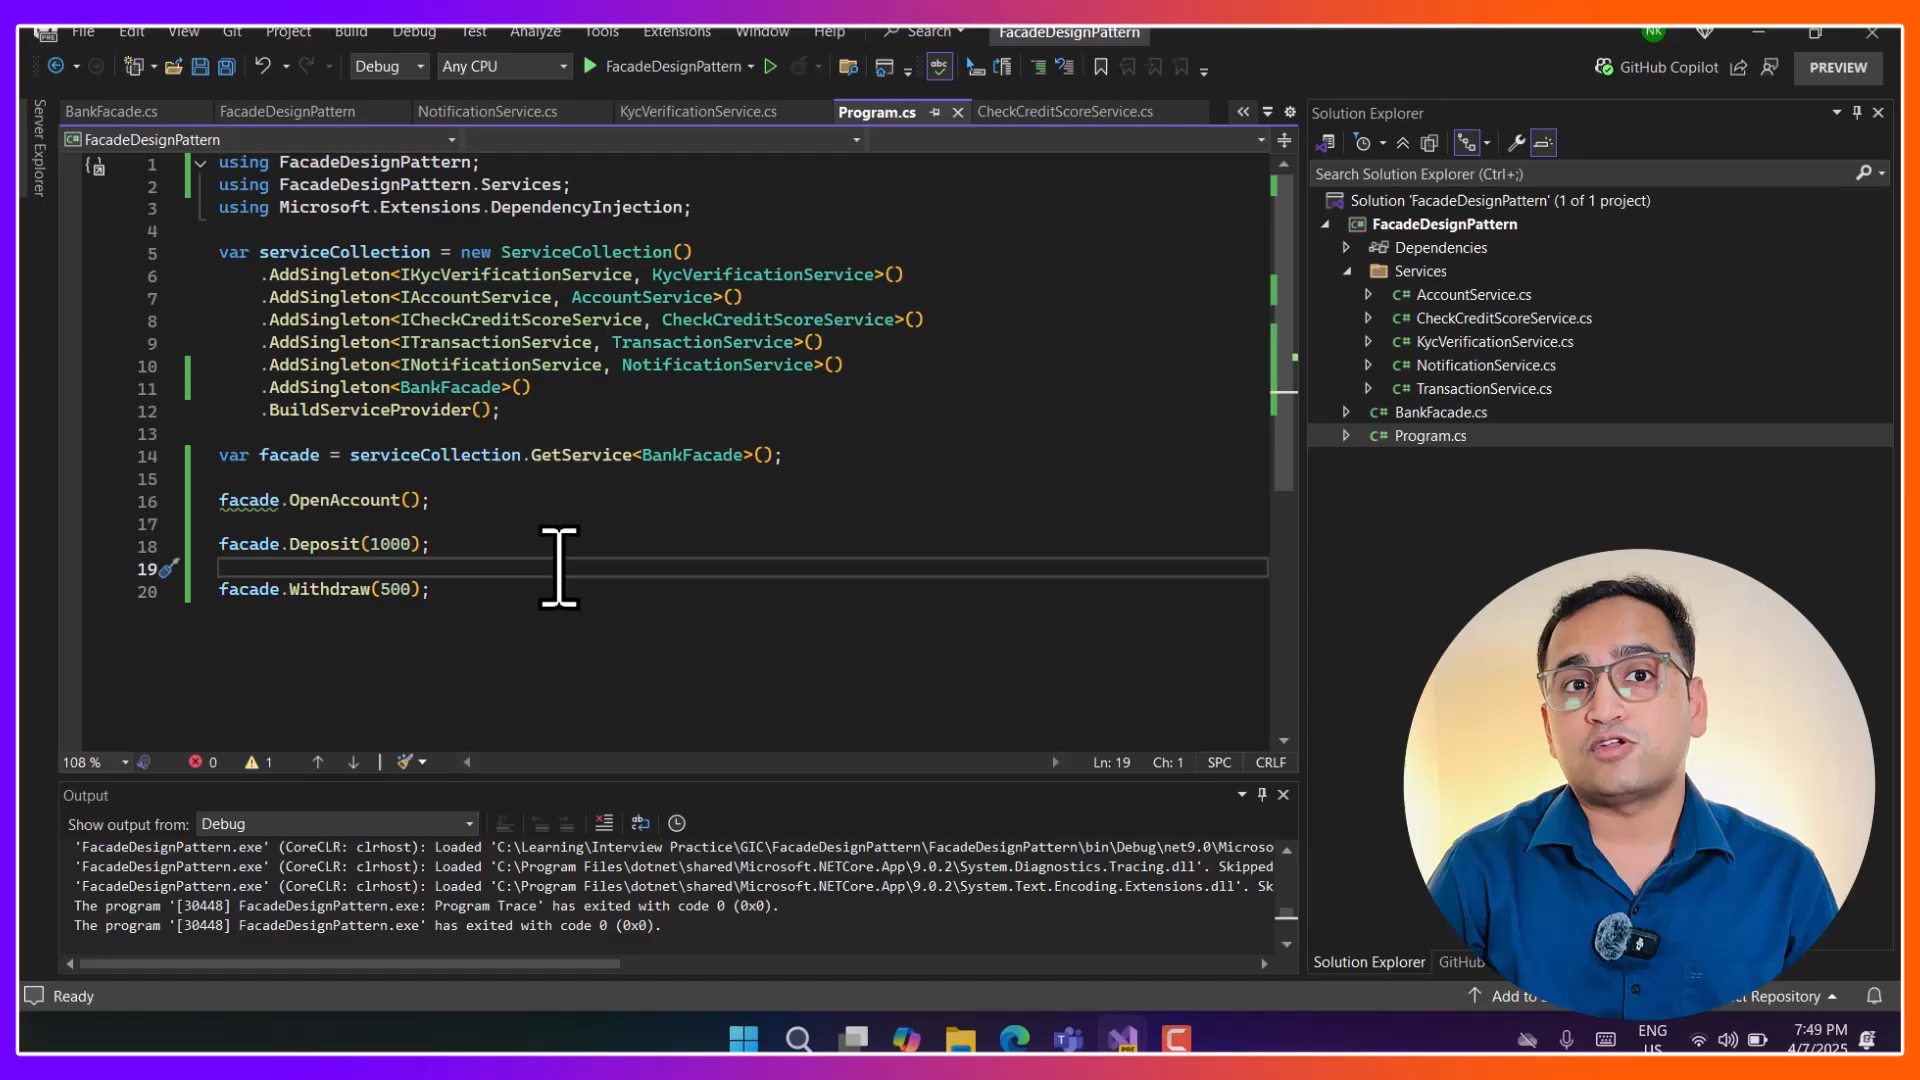 File Edit View Git Project Build Debug Test Analyze Tools Extensions Window Help Search FacadeDesignPattern NK
Debug Any CPU FacadeDesignPattern GitHub Copilot PREVIEW
Server Explorer
BankFacade.cs FacadeDesignPattern NotificationService.cs KycVerificationService.cs Program.cs CheckCreditScoreService.cs
FacadeDesignPattern
1 using FacadeDesignPattern;
2 using FacadeDesignPattern.Services;
3 using Microsoft.Extensions.DependencyInjection;
4
5 var serviceCollection = new ServiceCollection()
6 .AddSingleton<IKycVerificationService, KycVerificationService>()
7 .AddSingleton<IAccountService, AccountService>()
8 .AddSingleton<ICheckCreditScoreService, CheckCreditScoreService>()
9 .AddSingleton<ITransactionService, TransactionService>()
10 .AddSingleton<INotificationService, NotificationService>()
11 .AddSingleton<BankFacade>()
12 .BuildServiceProvider();
13
14 var facade = serviceCollection.GetService<BankFacade>();
15
16 facade.OpenAccount();
17
18 facade.Deposit(1000);
19
20 facade.Withdraw(500);
108 % 0 1 Ln: 19 Ch: 1 SPC CRLF
Output
Show output from: Debug
'FacadeDesignPattern.exe' (CoreCLR: clrhost): Loaded 'C:\Learning\Interview Practice\GIC\FacadeDesignPattern\FacadeDesignPattern\bin\Debug\net9.0\Microso
'FacadeDesignPattern.exe' (CoreCLR: clrhost): Loaded 'C:\Program Files\dotnet\shared\Microsoft.NETCore.App\9.0.2\System.Diagnostics.Tracing.dll'. Skipped
'FacadeDesignPattern.exe' (CoreCLR: clrhost): Loaded 'C:\Program Files\dotnet\shared\Microsoft.NETCore.App\9.0.2\System.Text.Encoding.Extensions.dll'. Sk
The program '[30448] FacadeDesignPattern.exe: Program Trace' has exited with code 0 (0x0).
The program '[30448] FacadeDesignPattern.exe' has exited with code 0 (0x0).
Solution Explorer
Search Solution Explorer (Ctrl+;)
Solution 'FacadeDesignPattern' (1 of 1 project)
FacadeDesignPattern
Dependencies
Services
C# AccountService.cs
C# CheckCreditScoreService.cs
C# KycVerificationService.cs
C# NotificationService.cs
C# TransactionService.cs
C# BankFacade.cs
C# Program.cs
Solution Explorer GitHub
Ready Add to Repository
ENG
US
7:49 PM
4/7/2025
PRE